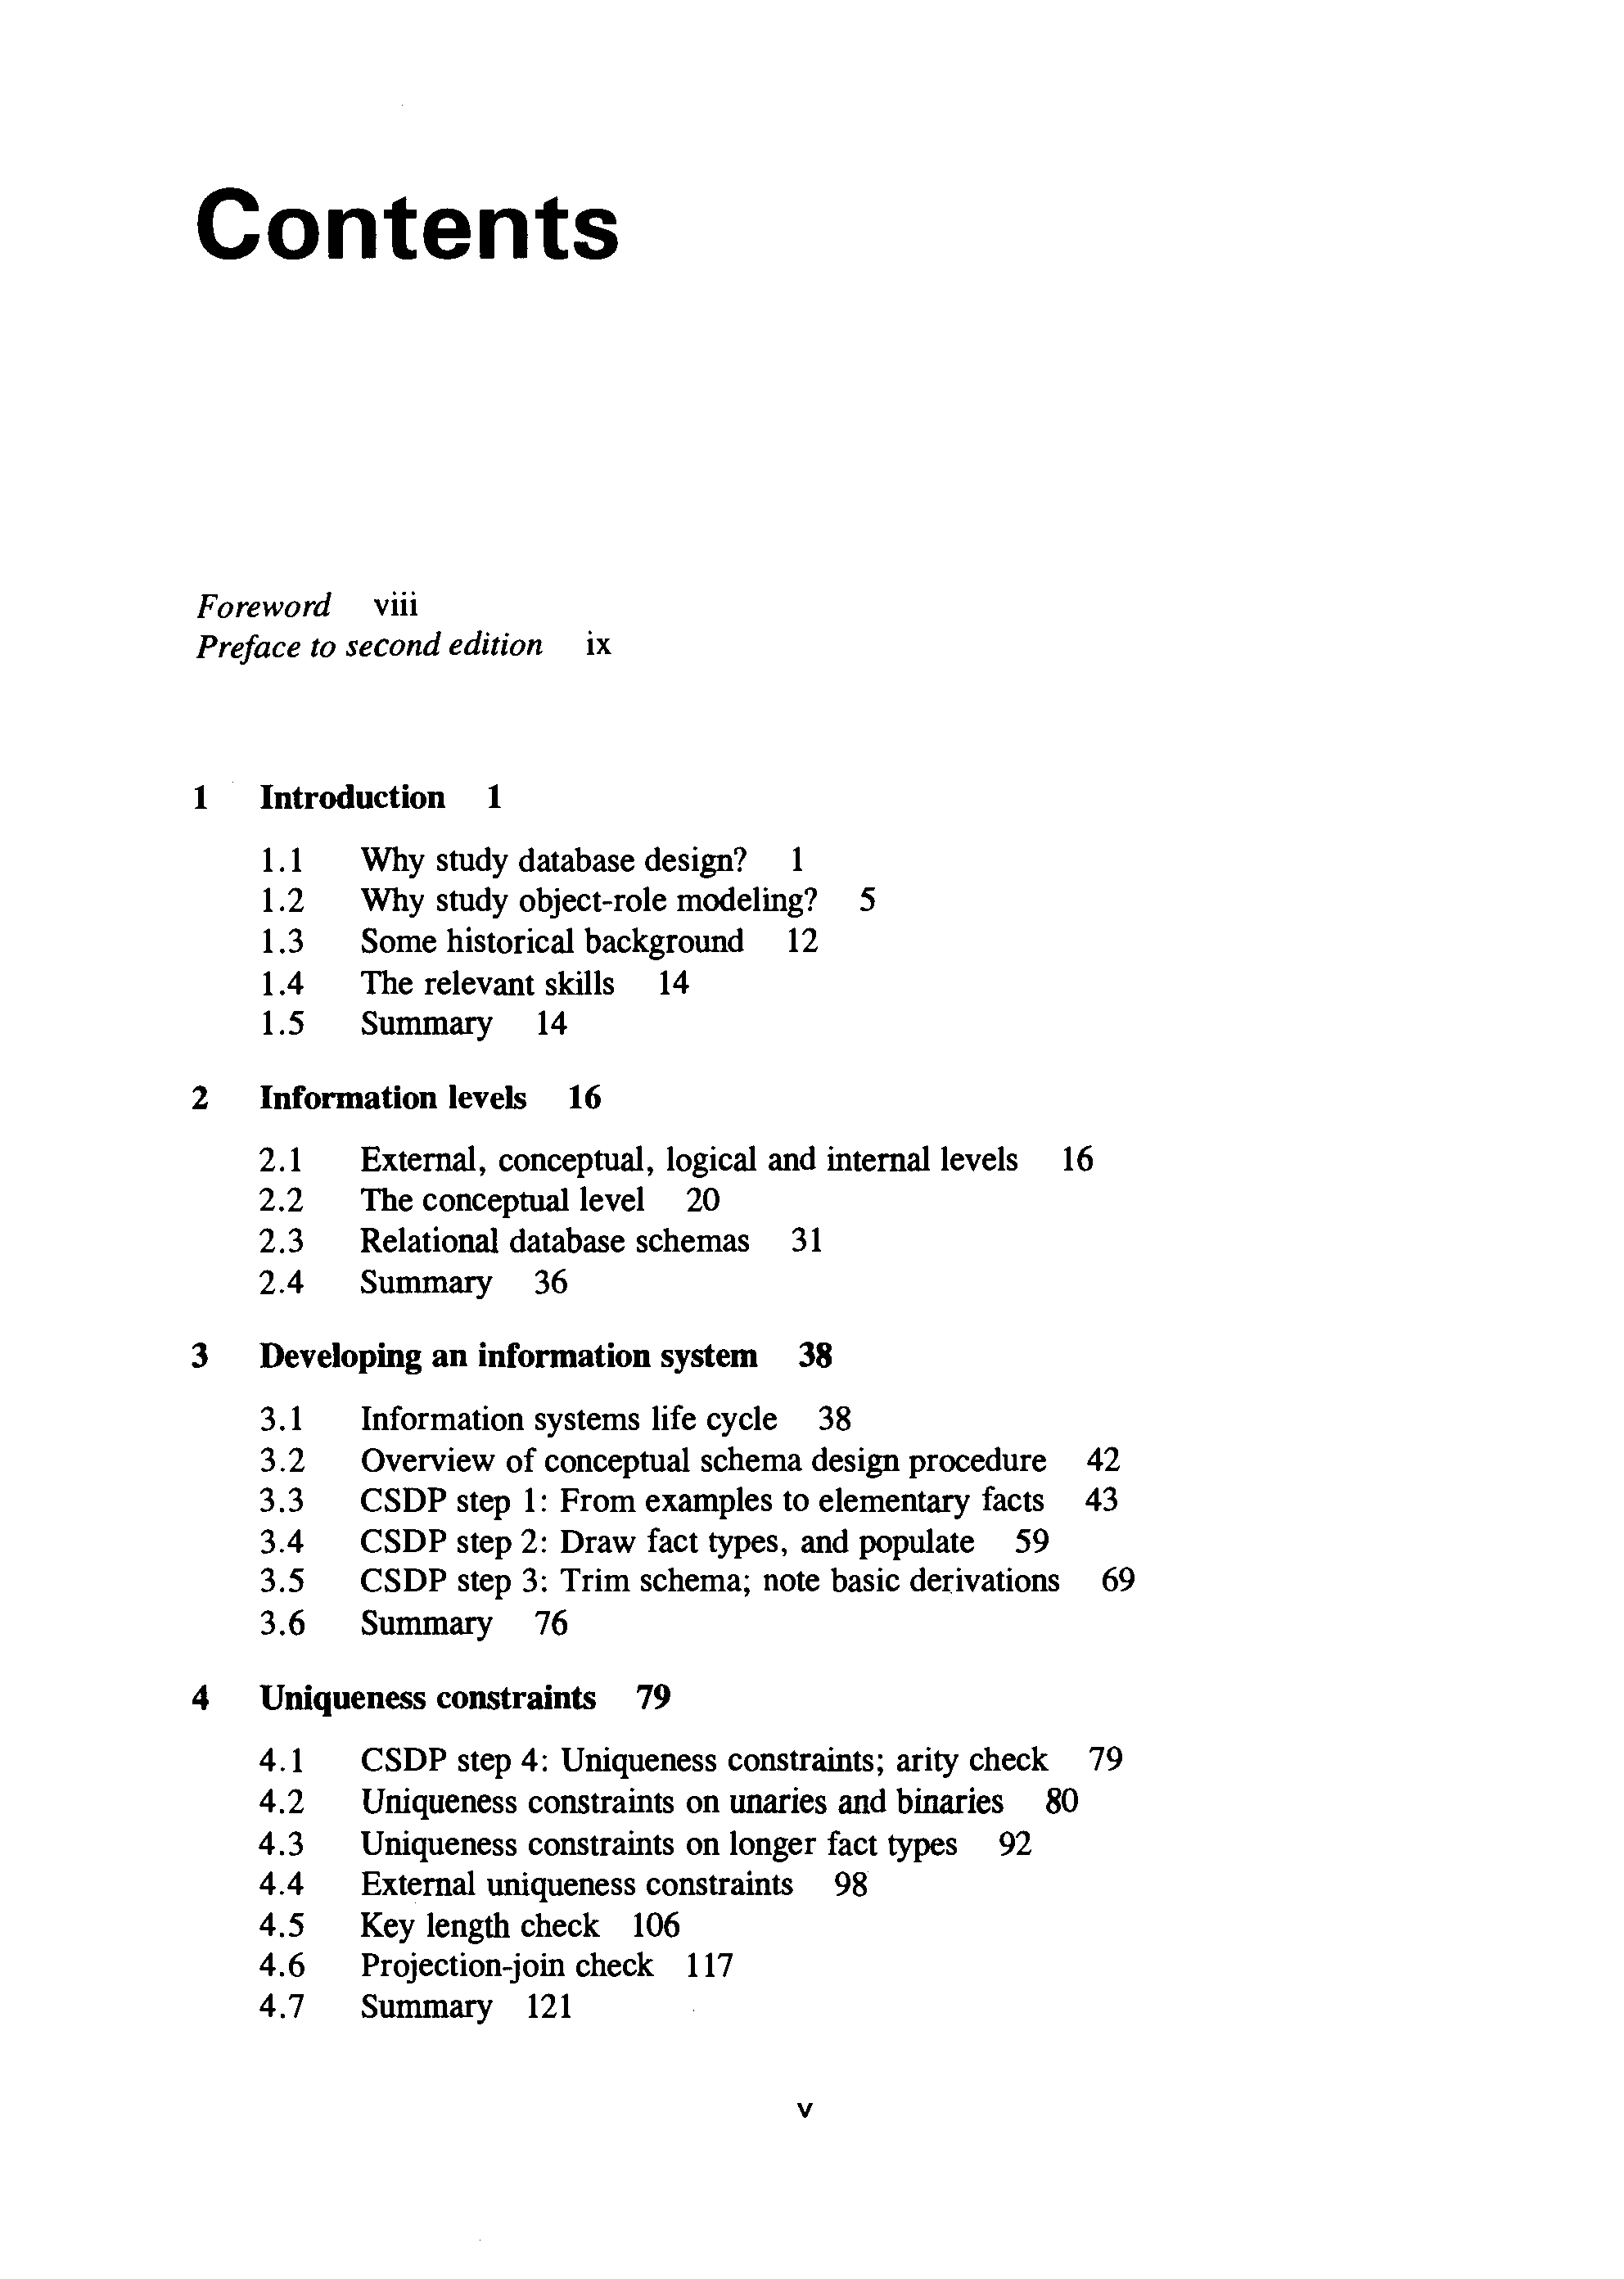 Contents
Foreword viii
Preface to second edition ix
1 Introduction 1
1.1 Why study database design? 1
1.2 Why study object-role modeling? 5
1.3 Some historical background 12
1.4 The relevant skills 14
1.5 Summary 14
2 Information levels 16
2.1 External, conceptual, logical and internal levels 16
2.2 The conceptual level 20
2.3 Relational database schemas 31
2.4 Summary 36
3 Developing an information system 38
3.1 Information systems life cycle 38
3.2 Overview of conceptual schema design procedure 42
3.3 CSDP step 1: From examples to elementary facts 43
3.4 CSDP step 2: Draw fact types, and populate 59
3.5 CSDP step 3: Trim schema; note basic derivations 69
3.6 Summary 76
4 Uniqueness constraints 79
4.1 CSDP step 4: Uniqueness constraints; arity check 79
4.2 Uniqueness constraints on unaries and binaries 80
4.3 Uniqueness constraints on longer fact types 92
4.4 External uniqueness constraints 98
4.5 Key length check 106
4.6 Projection-join check 117
4.7 Summary 121
v